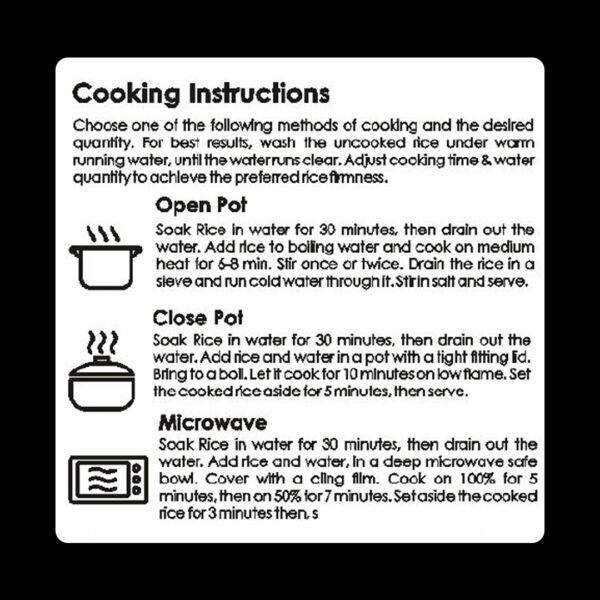 Cooking Instructions
Choose one of the following methods of cooking and the desired
quantity. For best results, wash the uncooked rice under warm
running water, until the water runs clear. Adjust cooking time & water
quantity to achieve the preferred rice firmness.
Open Pot
Soak Rice in water for 30 minutes, then drain out the
water. Add rice to boiling water and cook on medium
heat for 6-8 min. Stir once or twice. Drain the rice in a
sieve and run cold water through it. Stir in salt and serve.
Close Pot
Soak Rice in water for 30 minutes, then drain out the
water. Add rice and water in a pot with a tight fitting lid.
Bring to a boil. Let it cook for 10 minutes on low flame. Set
the cooked rice aside for 5 minutes, then serve.
Microwave
Soak Rice in water for 30 minutes, then drain out the
water. Add rice and water, in a deep microwave safe
bowl. Cover with a cling film. Cook on 100% for 5
minutes, then on 50% for 7 minutes. Set aside the cooked
rice for 3 minutes then, s